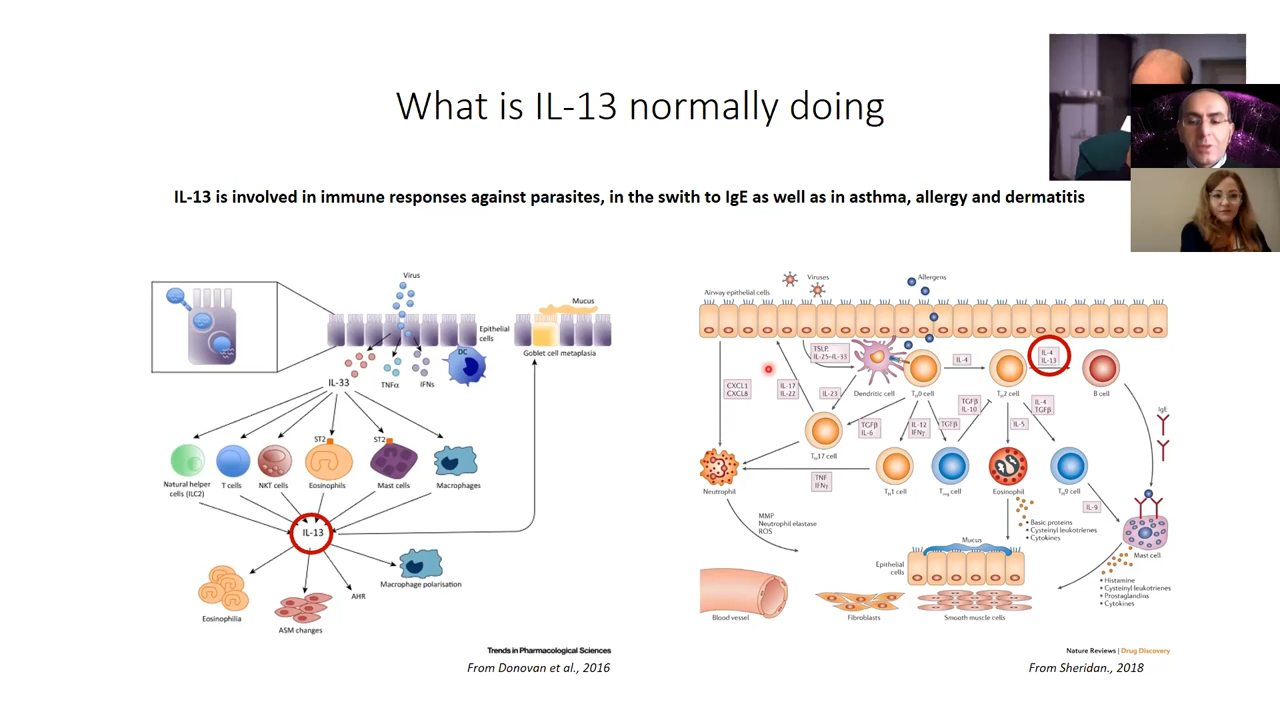 What is IL-13 normally doing
IL-13 is involved in immune responses against parasites, in the swith to IgE as well as in asthma, allergy and dermatitis
Virus
Mucus
Epithelial
cells
Goblet cell metaplasia
DC
TNFα
IFNs
IL-33
ST2
ST2
Natural helper
cells (ILC2)
T cells
NKT cells
Eosinophils
Mast cells
Macrophages
IL-13
Macrophage polarisation
Eosinophilia
AHR
ASM changes
Trends in Pharmacological Sciences
From Donovan et al., 2016
Viruses
Allergens
Airway epithelial cells
TSLP,
IL-25–IL-33
IL-4
IL-4
IL-13
CXCL1
CXCL8
IL-17
IL-22
IL-23
Dendritic cell
TH0 cell
TH2 cell
B cell
TGFβ
IL-6
IL-12
IFNγ
TGFβ
TGFβ
IL-10
IL-5
IL-4
TGFβ
IgE
TH17 cell
Neutrophil
TNF
IFNγ
TH1 cell
Treg cell
Eosinophil
TH9 cell
IL-9
MMP
Neutrophil elastase
ROS
• Basic proteins
• Cysteinyl leukotrienes
• Cytokines
Mast cell
Mucus
Epithelial
cells
• Histamine
• Cysteinyl leukotrienes
• Prostaglandins
• Cytokines
Blood vessel
Fibroblasts
Smooth muscle cells
Nature Reviews | Drug Discovery
From Sheridan., 2018